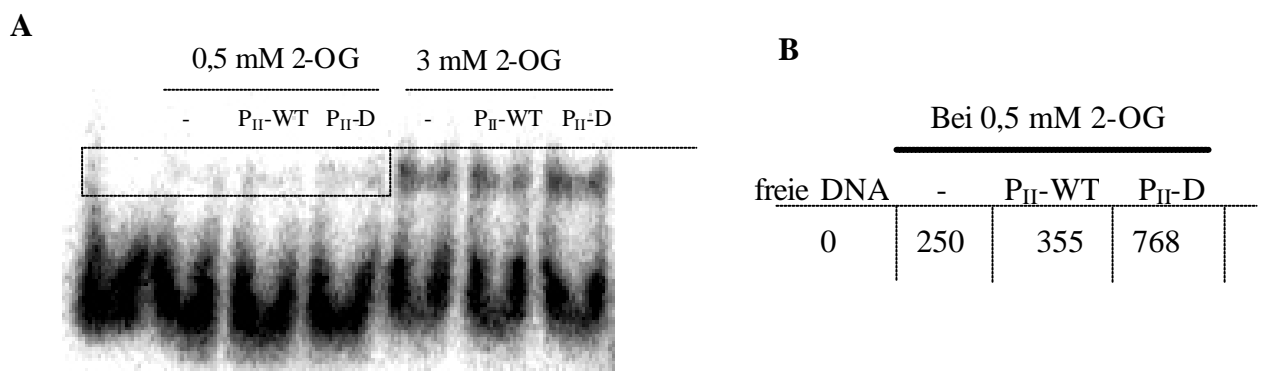 A
0,5 mM 2-OG 3 mM 2-OG
- PII-WT PII-D - PII-WT PII-D
B
Bei 0,5 mM 2-OG
freie DNA - PII-WT PII-D
0 250 355 768